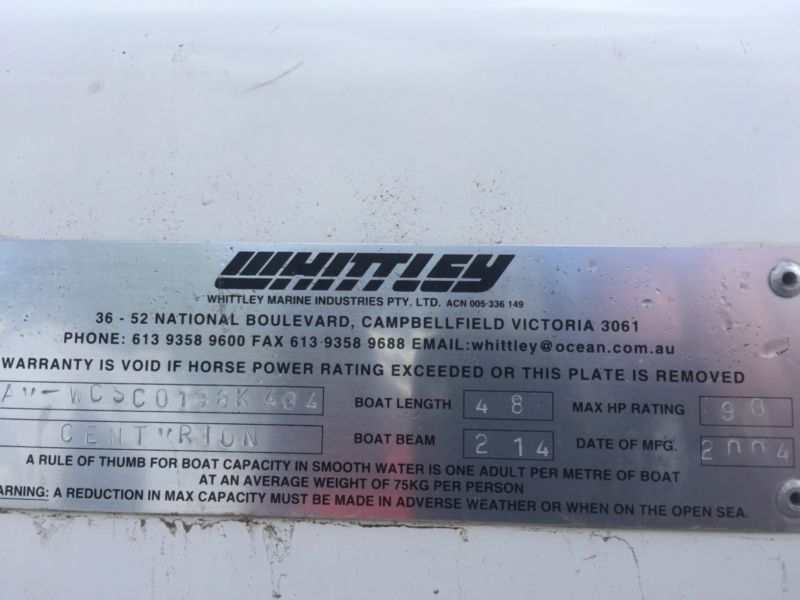 WHITTLEY
WHITTLEY MARINE INDUSTRIES PTY. LTD. ACN 005 336 149
36 - 52 NATIONAL BOULEVARD, CAMPBELLFIELD VICTORIA 3061
PHONE: 613 9358 9600 FAX 613 9358 9688 EMAIL:whittley@ocean.com.au
WARRANTY IS VOID IF HORSE POWER RATING EXCEEDED OR THIS PLATE IS REMOVED
BOAT LENGTH 4 8 MAX HP RATING 90
CENTURION BOAT BEAM 2 14 DATE OF MFG. 2004
A RULE OF THUMB FOR BOAT CAPACITY IN SMOOTH WATER IS ONE ADULT PER METRE OF BOAT
AT AN AVERAGE WEIGHT OF 75KG PER PERSON
ARNING: A REDUCTION IN MAX CAPACITY MUST BE MADE IN ADVERSE WEATHER OR WHEN ON THE OPEN SEA.